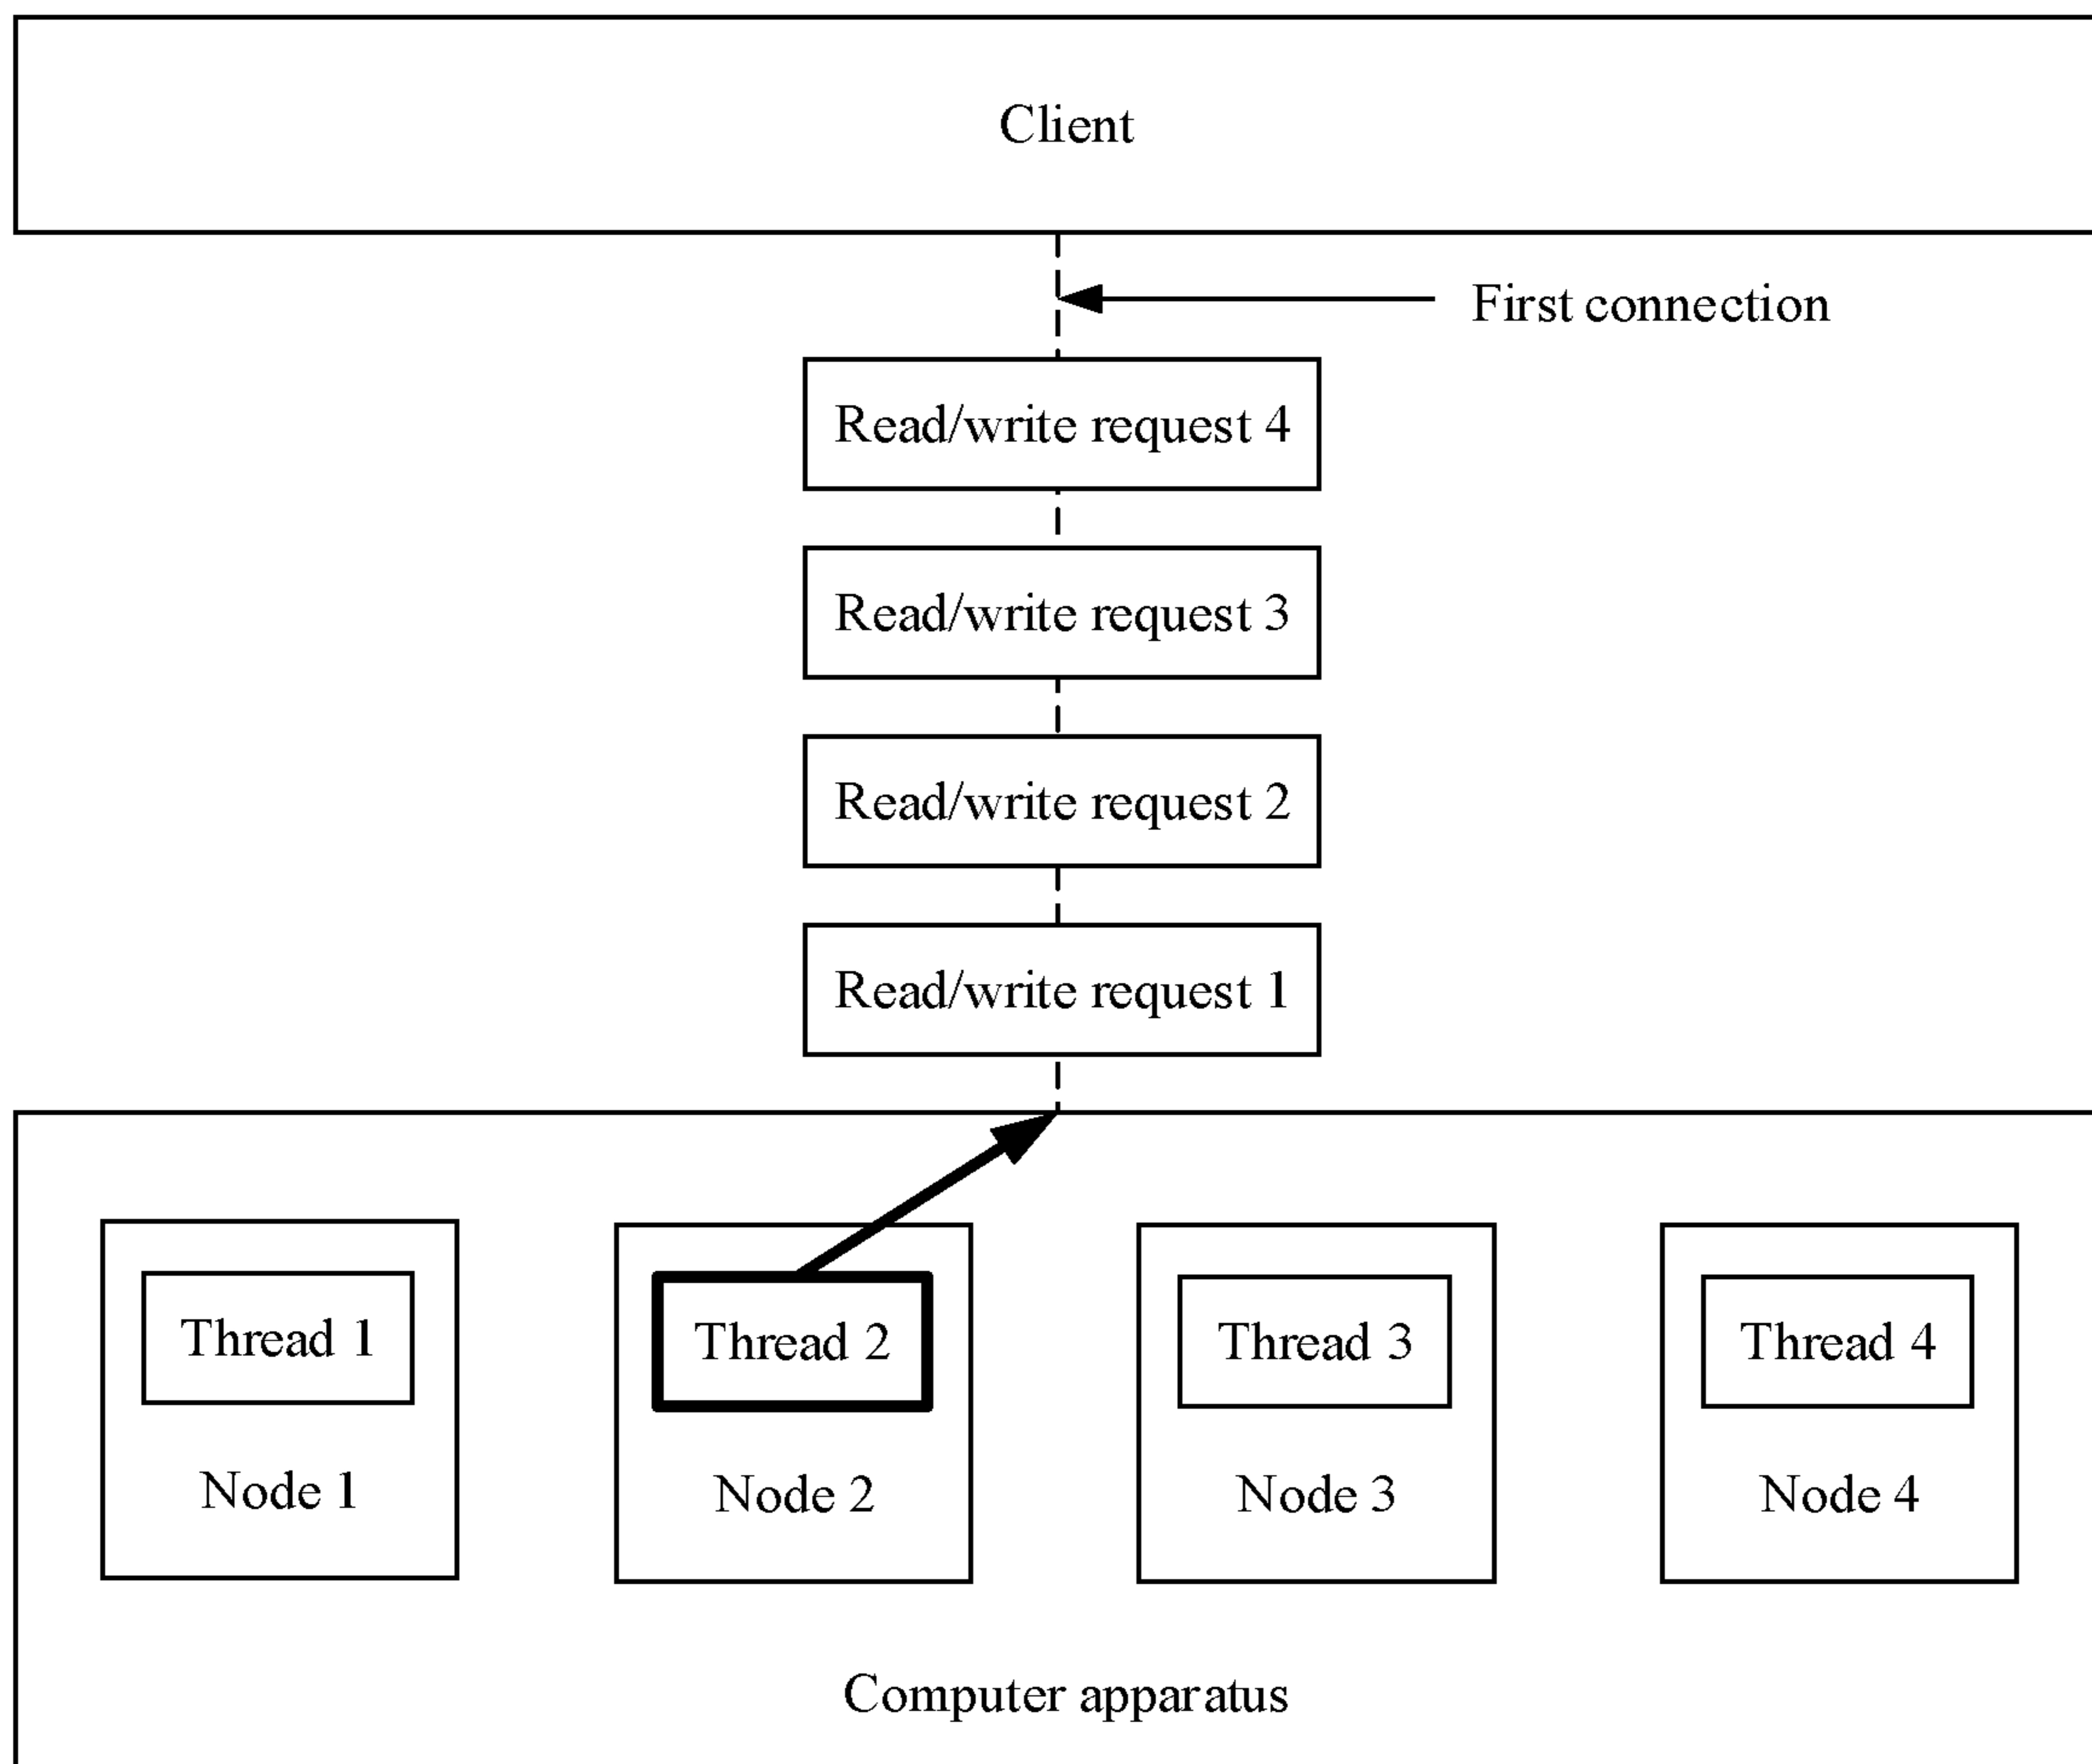 Client
First connection
Read/write request 4
Read/write request 3
Read/write request 2
Read/write request 1
Thread 1
Thread 2
Thread 3
Thread 4
Node 1
Node 2
Node 3
Node 4
Computer apparatus